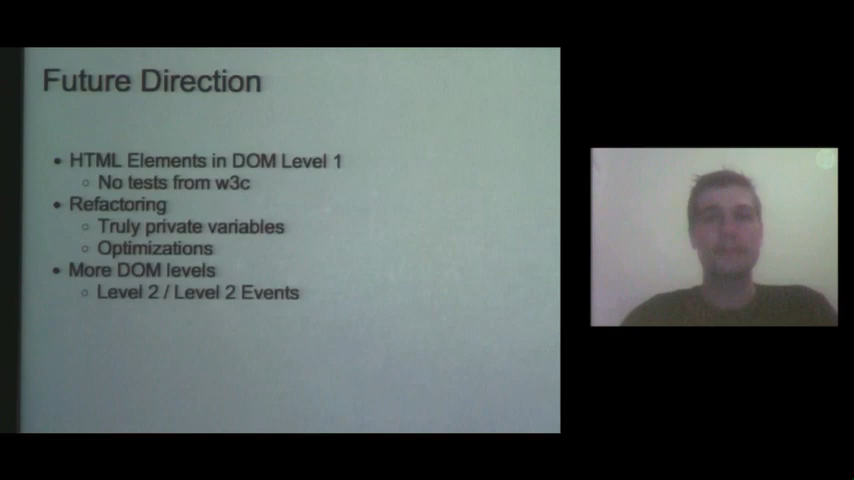 Future Direction
• HTML Elements in DOM Level 1
○ No tests from w3c
• Refactoring
○ Truly private variables
○ Optimizations
• More DOM levels
○ Level 2 / Level 2 Events